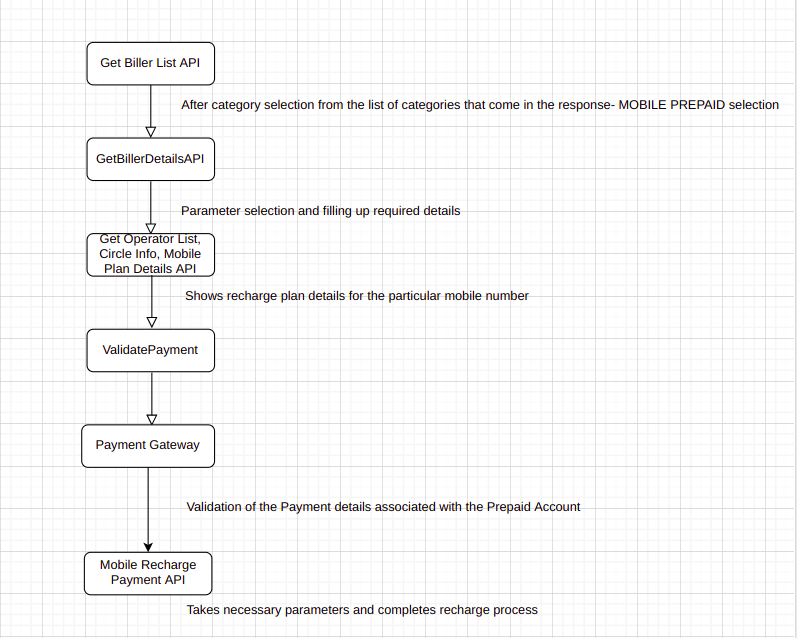 Get Biller List API
After category selection from the list of categories that come in the response- MOBILE PREPAID selection
GetBillerDetailsAPI
Parameter selection and filling up required details
Get Operator List,
Circle Info, Mobile
Plan Details API
Shows recharge plan details for the particular mobile number
ValidatePayment
Payment Gateway
Validation of the Payment details associated with the Prepaid Account
Mobile Recharge
Payment API
Takes necessary parameters and completes recharge process